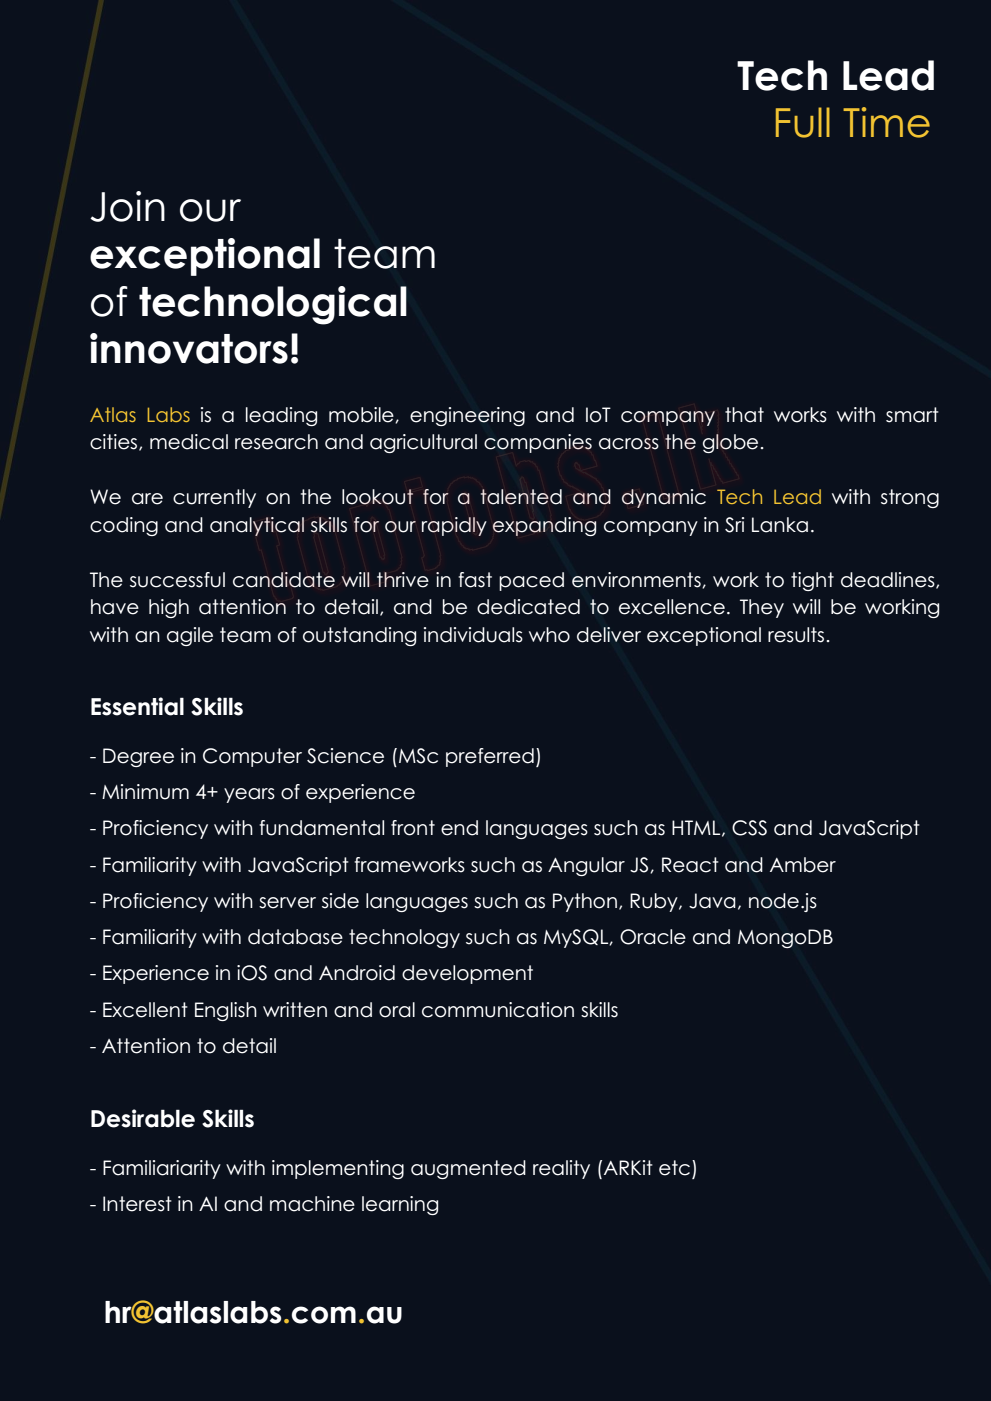 Tech Lead
Full Time
Join our
exceptional team
of technological
innovators!
Atlas Labs is a leading mobile, engineering and IoT company that works with smart
cities, medical research and agricultural companies across the globe.
We are currently on the lookout for a talented and dynamic Tech Lead with strong
coding and analytical skills for our rapidly expanding company in Sri Lanka.
topjobs.lk
The successful candidate will thrive in fast paced environments, work to tight deadlines,
have high attention to detail, and be dedicated to excellence. They will be working
with an agile team of outstanding individuals who deliver exceptional results.
Essential Skills
- Degree in Computer Science (MSc preferred)
- Minimum 4+ years of experience
- Proficiency with fundamental front end languages such as HTML, CSS and JavaScript
- Familiarity with JavaScript frameworks such as Angular JS, React and Amber
- Proficiency with server side languages such as Python, Ruby, Java, node.js
- Familiarity with database technology such as MySQL, Oracle and MongoDB
- Experience in iOS and Android development
- Excellent English written and oral communication skills
- Attention to detail
Desirable Skills
- Familiariarity with implementing augmented reality (ARKit etc)
- Interest in AI and machine learning
hr@atlaslabs.com.au